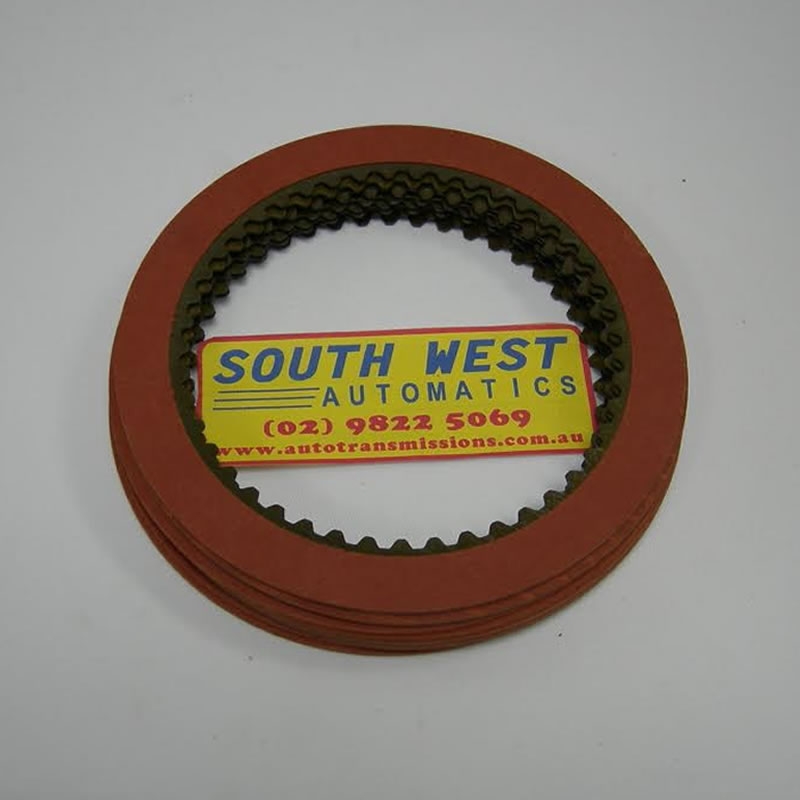 SOUTH WEST
AUTOMATICS
(02) 9822 5069
www.autotransmissions.com.au